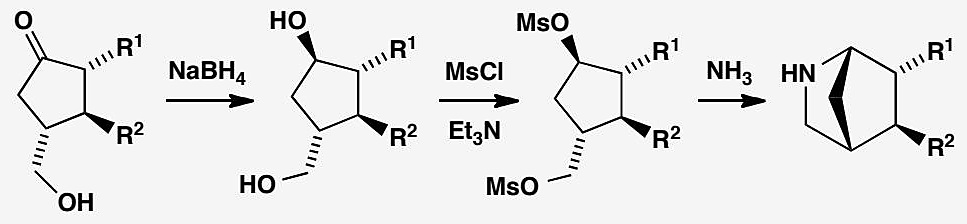 O
R¹
R²
OH
NaBH₄
HO
R¹
R²
HO
MsCl
Et₃N
MsO
R¹
R²
MsO
NH₃
HN
R¹
R²